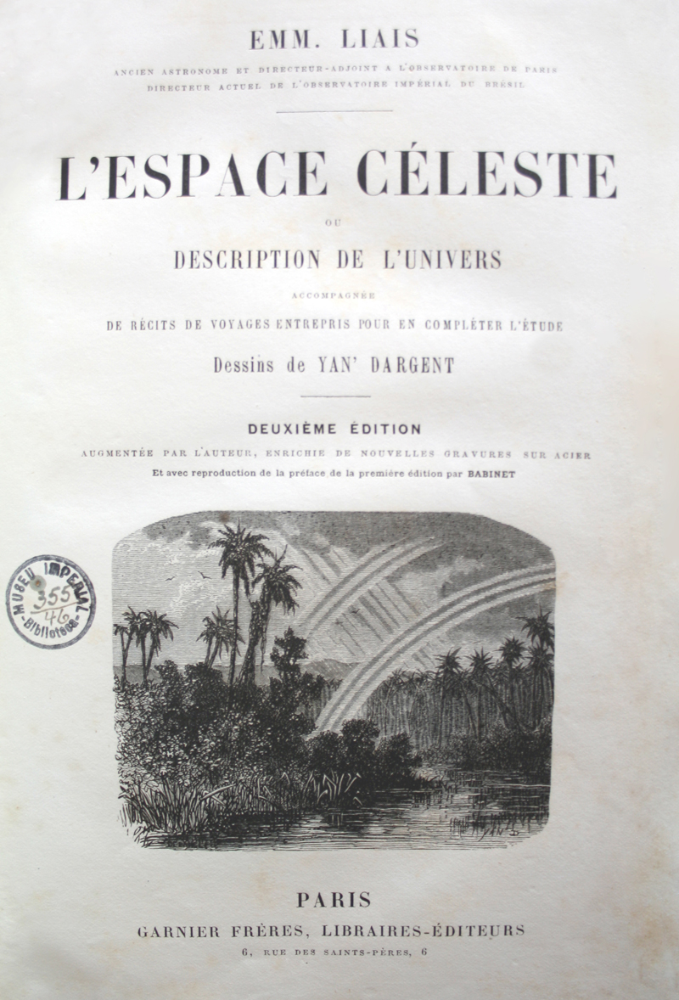 EMM. LIAIS
ANCIEN ASTRONOME ET DIRECTEUR-ADJOINT A L'OBSERVATOIRE DE PARIS
DIRECTEUR ACTUEL DE L'OBSERVATOIRE IMPÉRIAL DU BRÉSIL
L'ESPACE CÉLESTE
OU
DESCRIPTION DE L'UNIVERS
ACCOMPAGNÉE
DE RÉCITS DE VOYAGES ENTREPRIS POUR EN COMPLÉTER L'ÉTUDE
Dessins de YAN' DARGENT
DEUXIÈME ÉDITION
AUGMENTÉE PAR L'AUTEUR, ENRICHIE DE NOUVELLES GRAVURES SUR ACIER
Et avec reproduction de la préface de la première édition par BABINET
MUSEU IMPERIAL
355
46
-Biblioteca-
YAN D
PARIS
GARNIER FRÈRES, LIBRAIRES-ÉDITEURS
6, RUE DES SAINTS-PÈRES, 6